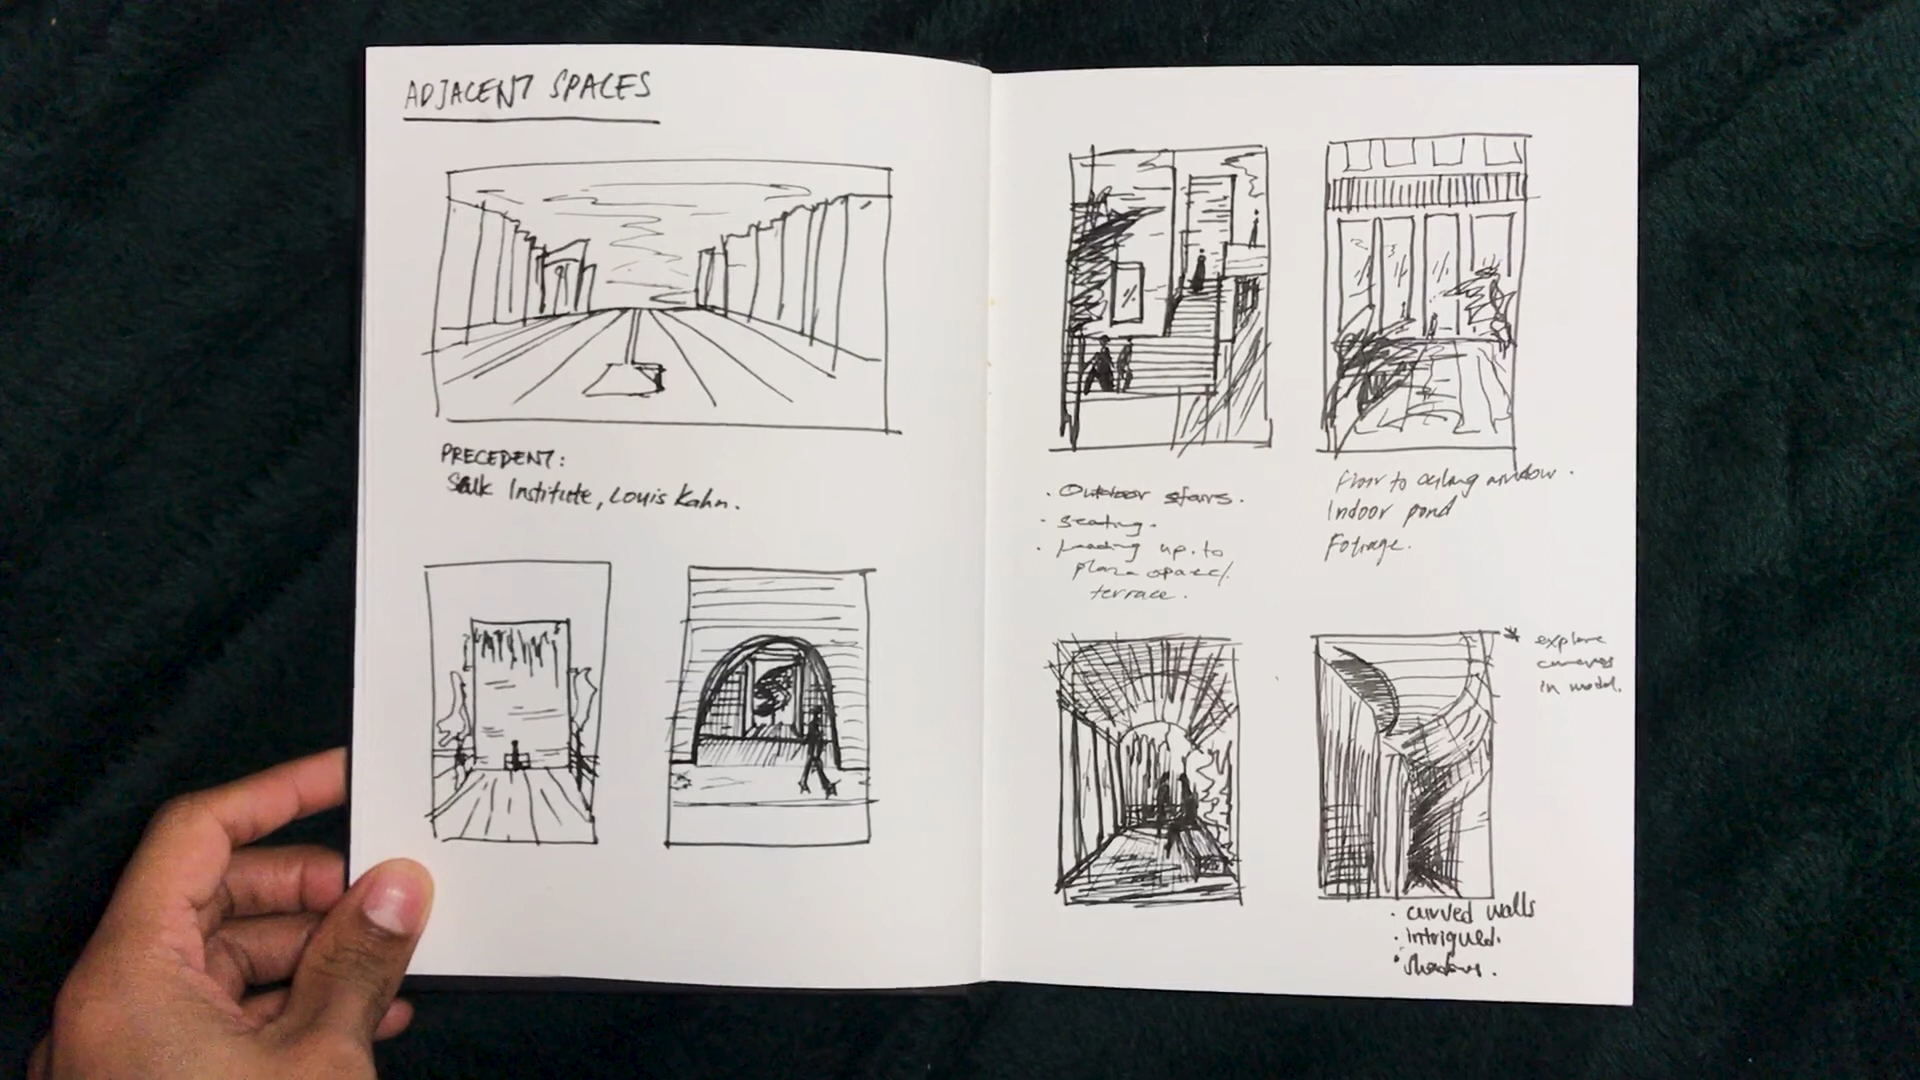 ADJACENT SPACES
PRECEDENT:
Salk Institute, Louis Kahn.
· Outdoor stairs.
· Seating.
· Leading up to
plaza space/
terrace.
Floor to ceiling window.
Indoor pond
Foliage.
* explore
curves
in model.
· curved walls
· intrigued.
· shadows.